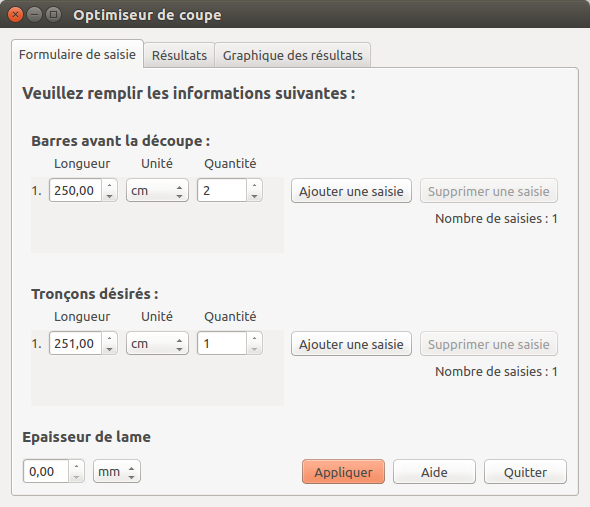 Optimiseur de coupe
Formulaire de saisie Résultats Graphique des résultats
Veuillez remplir les informations suivantes :
Barres avant la découpe :
Longueur Unité Quantité
1. 250,00 cm 2 Ajouter une saisie Supprimer une saisie
Nombre de saisies : 1
Tronçons désirés :
Longueur Unité Quantité
1. 251,00 cm 1 Ajouter une saisie Supprimer une saisie
Nombre de saisies : 1
Epaisseur de lame
0,00 mm Appliquer Aide Quitter